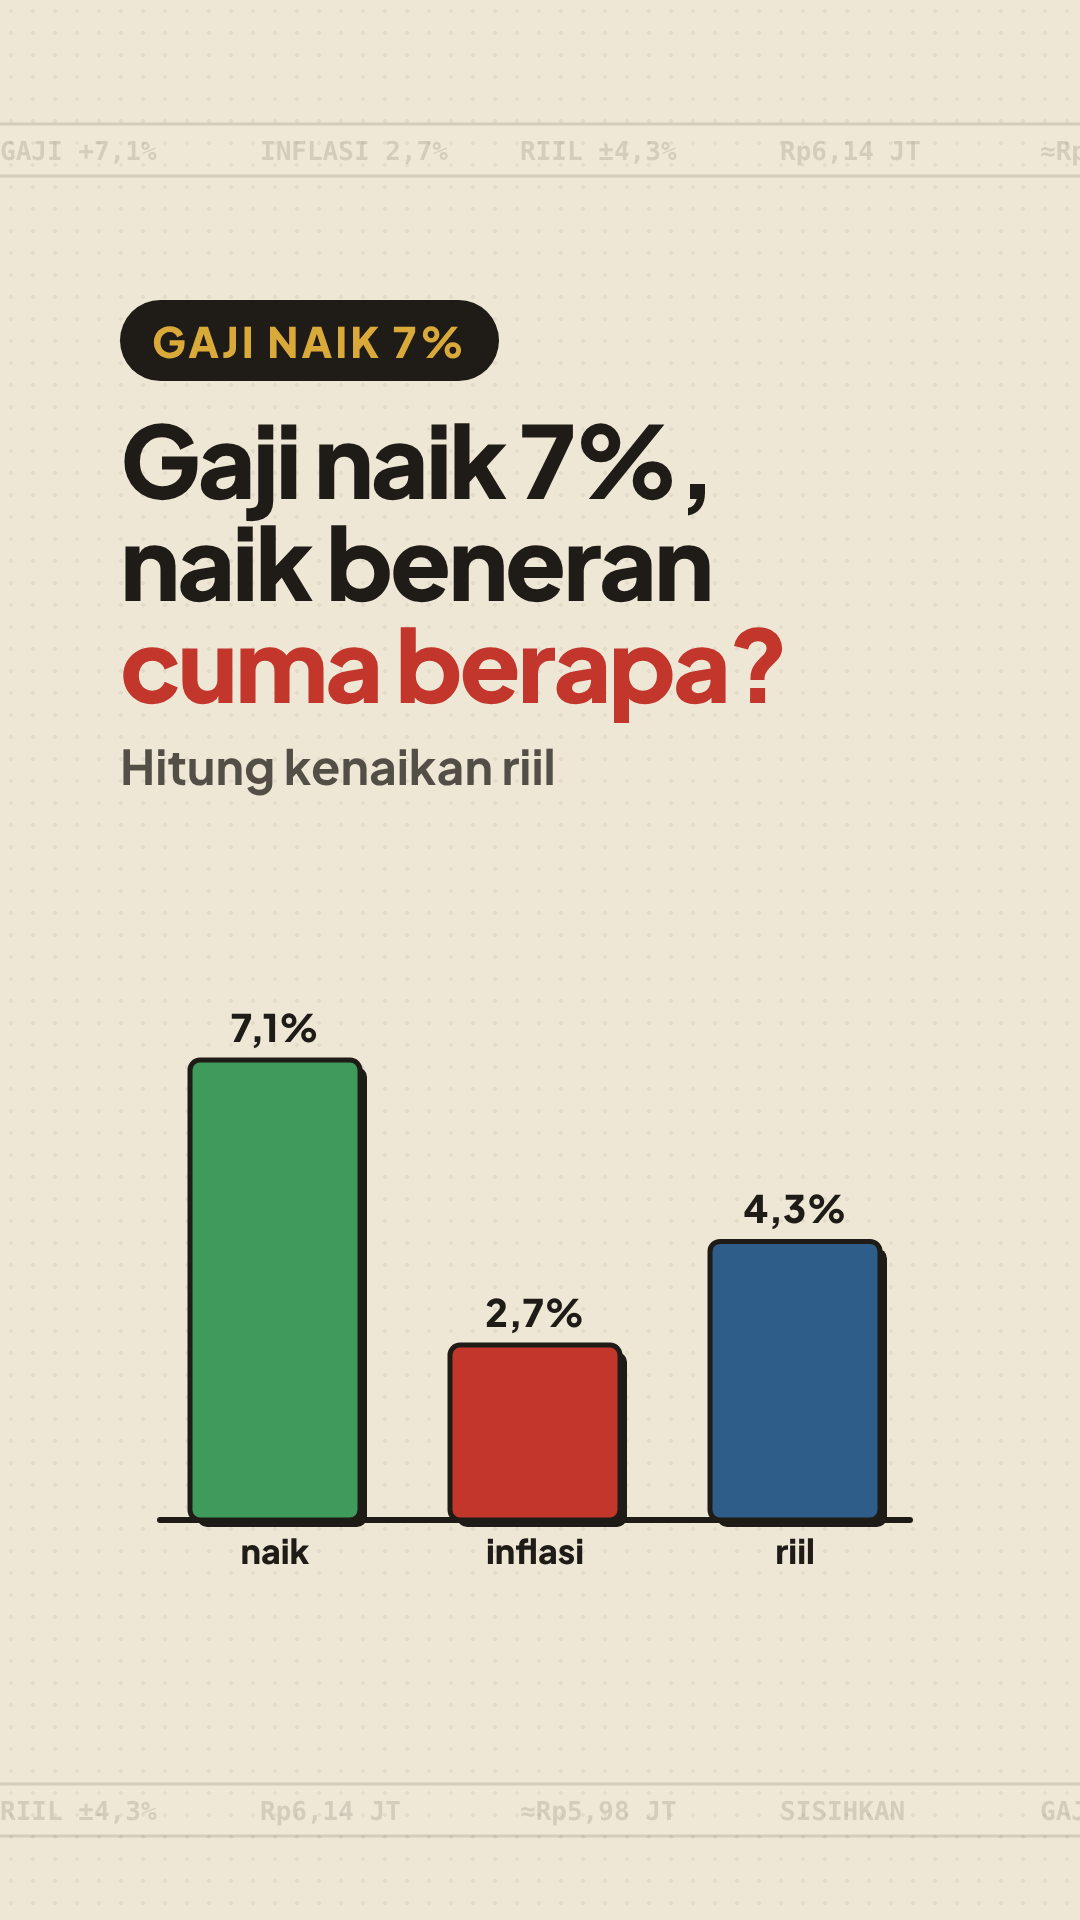 GAJI +7,1% INFLASI 2,7% RIIL ±4,3% Rp6,14 JT
GAJI NAIK 7%
Gaji naik 7%,
naik beneran
cuma berapa?
Hitung kenaikan riil
7,1%
4,3%
2,7%
naik inflasi riil
RIIL ±4,3% Rp6,14 JT ≈Rp5,98 JT SISIHKAN